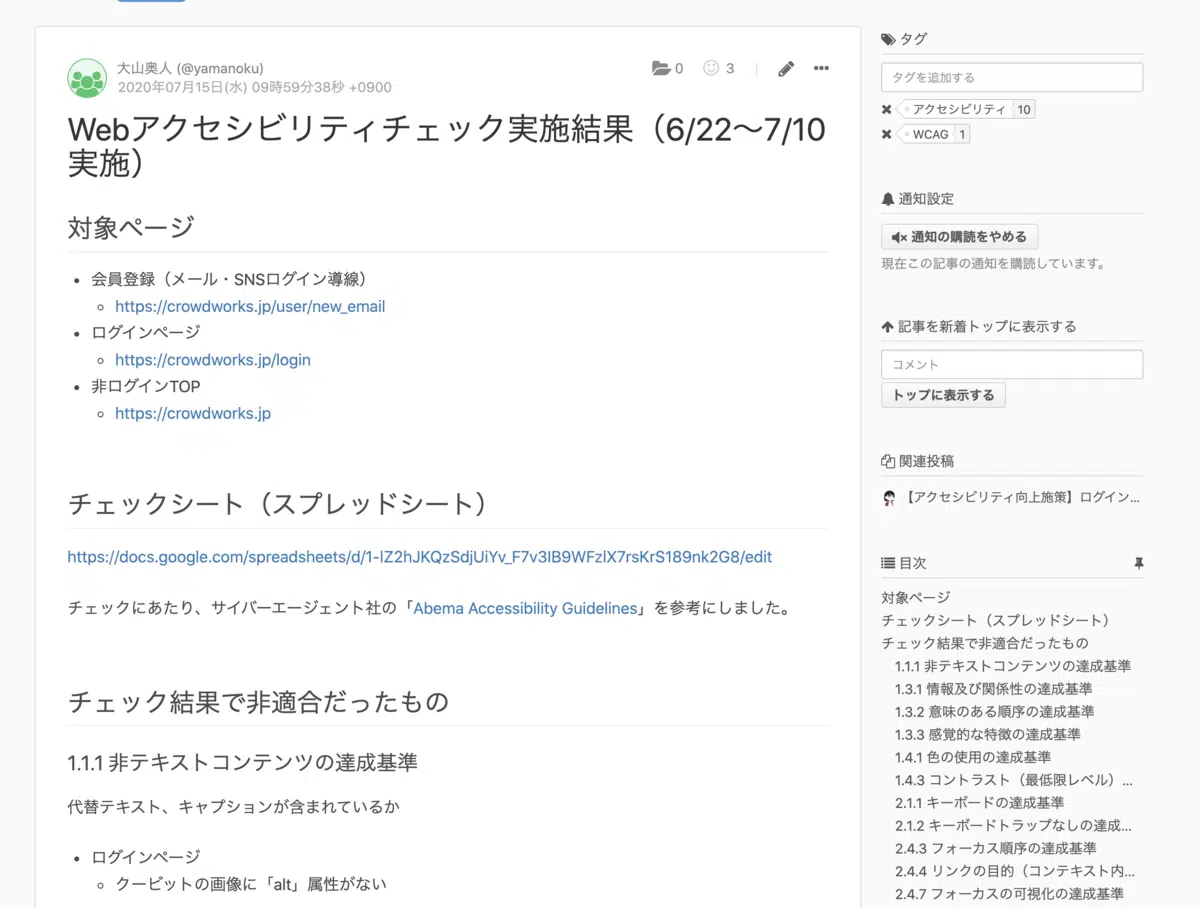 大山奥人 (@yamanoku)
2020年07月15日(水) 09時59分38秒 +0900
0
3
Webアクセシビリティチェック実施結果（6/22〜7/10
実施）
対象ページ
会員登録（メール・SNSログイン導線）
https://crowdworks.jp/user/new_email
ログインページ
https://crowdworks.jp/login
非ログインTOP
https://crowdworks.jp
チェックシート（スプレッドシート）
https://docs.google.com/spreadsheets/d/1-IZ2hJKQzSdjUiYv_F7v3IB9WFzlX7rsKrS189nk2G8/edit
チェックにあたり、サイバーエージェント社の「Abema Accessibility Guidelines」を参考にしました。
チェック結果で非適合だったもの
1.1.1 非テキストコンテンツの達成基準
代替テキスト、キャプションが含まれているか
ログインページ
クービットの画像に「alt」属性がない
タグ
タグを追加する
アクセシビリティ 10
WCAG 1
通知設定
通知の購読をやめる
現在この記事の通知を購読しています。
記事を新着トップに表示する
コメント
トップに表示する
関連投稿
【アクセシビリティ向上施策】ログイン...
目次
対象ページ
チェックシート（スプレッドシート）
チェック結果で非適合だったもの
1.1.1 非テキストコンテンツの達成基準
1.3.1 情報及び関係性の達成基準
1.3.2 意味のある順序の達成基準
1.3.3 感覚的な特徴の達成基準
1.4.1 色の使用の達成基準
1.4.3 コントラスト（最低限レベル）...
2.1.1 キーボードの達成基準
2.1.2 キーボードトラップなしの達成...
2.4.3 フォーカス順序の達成基準
2.4.4 リンクの目的（コンテキスト内...
2.4.7 フォーカスの可視化の達成基準